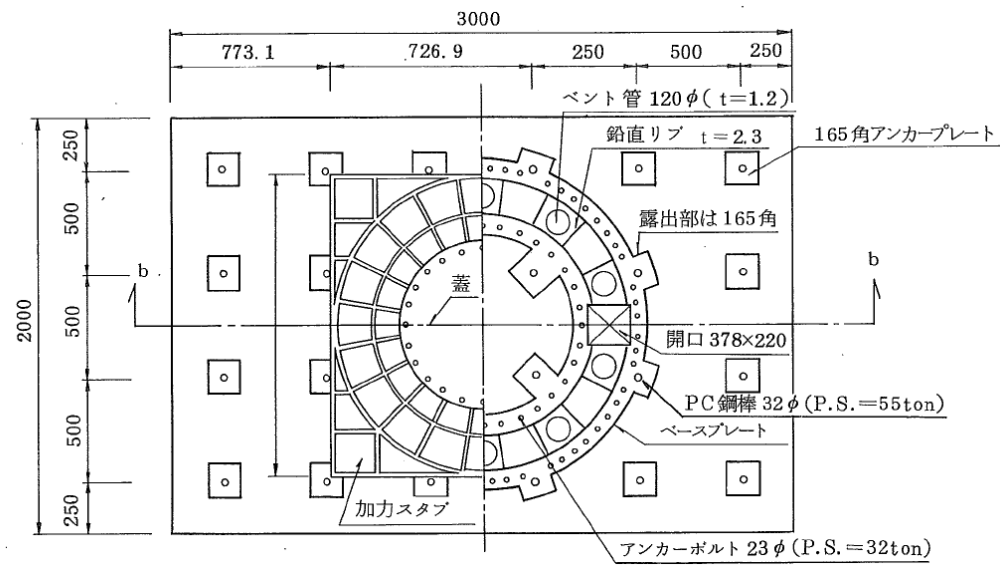 3000
773.1
726.9
250
500
250
ベント管 120φ( t=1.2)
鉛直リブ t=2.3
165角アンカープレート
250
500
500
500
250
2000
露出部は165角
b
b
蓋
開口 378×220
PC鋼棒 32φ(P.S.=55ton)
ベースプレート
加力スタブ
アンカーボルト 23φ(P.S.=32ton)